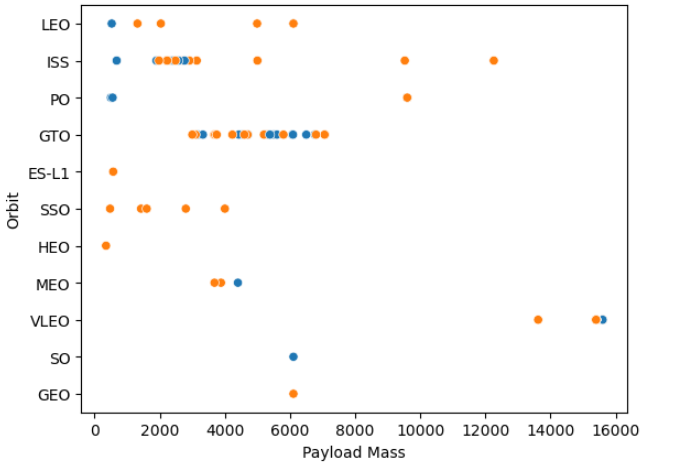 LEO
ISS
PO
GTO
ES-L1
SSO
HEO
MEO
VLEO
SO
GEO
Orbit
0 2000 4000 6000 8000 10000 12000 14000 16000
Payload Mass